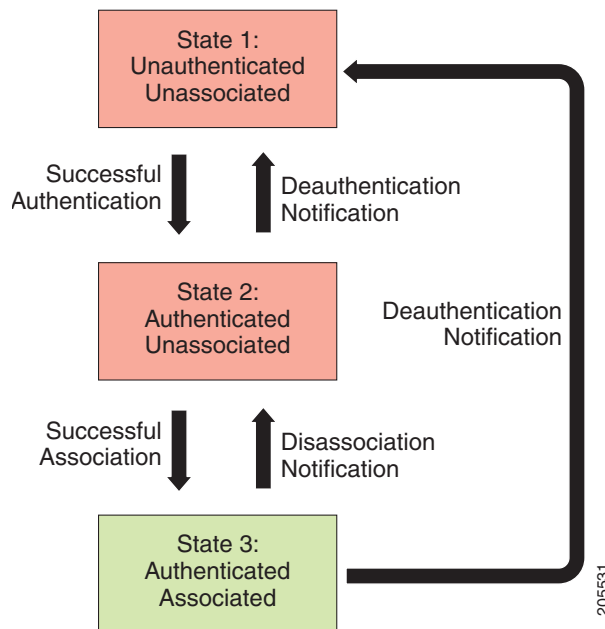 State 1:
Unauthenticated
Unassociated
Successful
Authentication
Deauthentication
Notification
State 2:
Authenticated
Unassociated
Deauthentication
Notification
Successful
Association
Disassociation
Notification
State 3:
Authenticated
Associated
205531